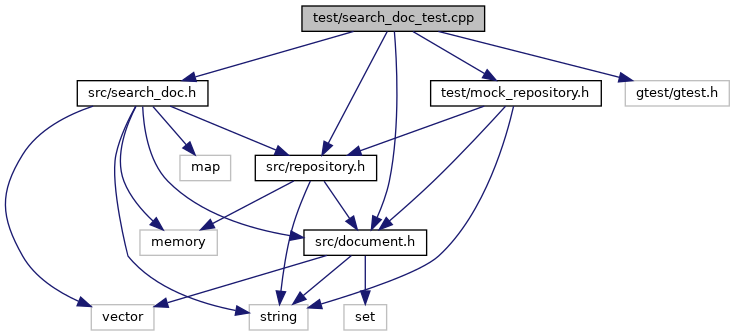 test/search_doc_test.cpp
src/search_doc.h
test/mock_repository.h
gtest/gtest.h
map
src/repository.h
memory
src/document.h
vector
string
set